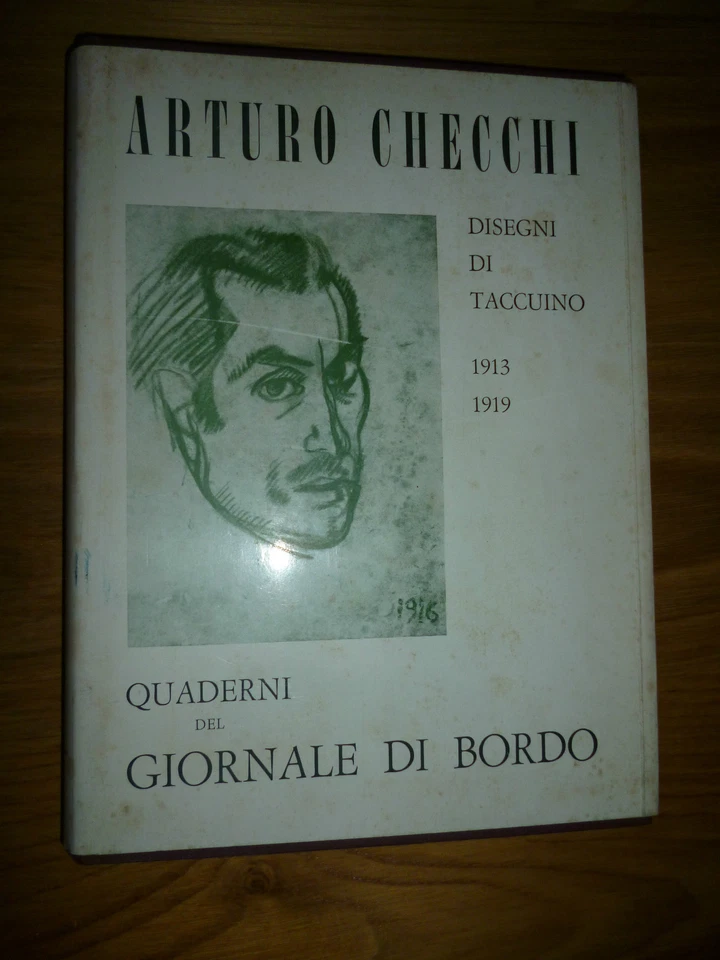 ARTURO CHECCHI
DISEGNI
DI
TACCUINO
1913
1919
1916
QUADERNI
DEL
GIORNALE DI BORDO